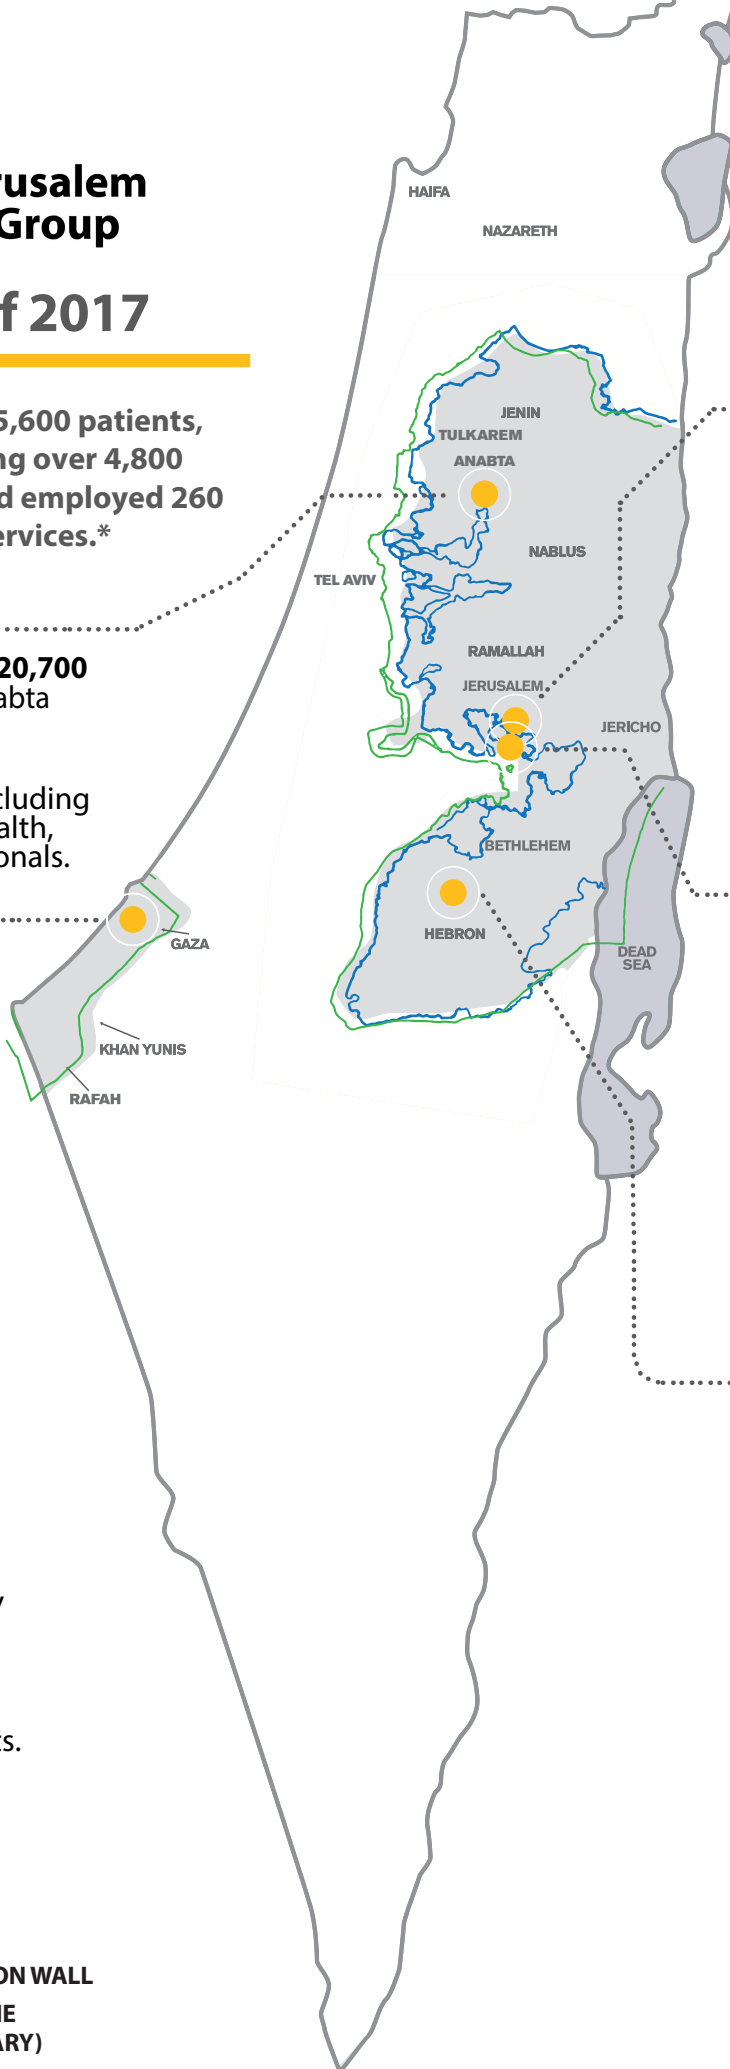 rusalem
Group
f 2017
5,600 patients,
ng over 4,800
d employed 260
ervices.*
20,700
abta
cluding
alth,
onals.
HAIFA
NAZARETH
JENIN
TULKAREM
ANABTA
NABLUS
TEL AVIV
RAMALLAH
JERUSALEM
JERICHO
BETHLEHEM
HEBRON
GAZA
DEAD
SEA
KHAN YUNIS
RAFAH
y
ts.
ON WALL
NE
ARY)